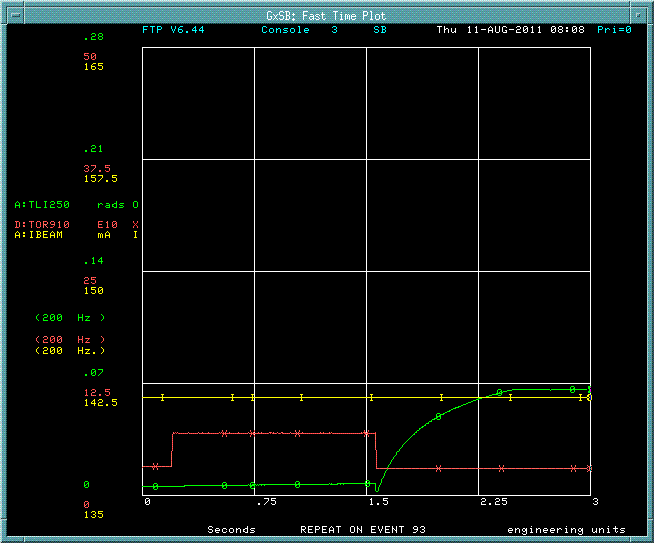 GxSB: Fast Time Plot
FTP V6.44 Console 3 SB Thu 11-AUG-2011 08:08 Pri=0
.28
50
165
.21
37.5
157.5
A:TLI250 rads O
D:TOR910 E10 X
A:IBEAM mA I
.14
25
150
(200 Hz )
(200 Hz )
(200 Hz.)
.07
12.5
142.5
0
0
135
0 .75 1.5 2.25 3
Seconds REPEAT ON EVENT 93 engineering units